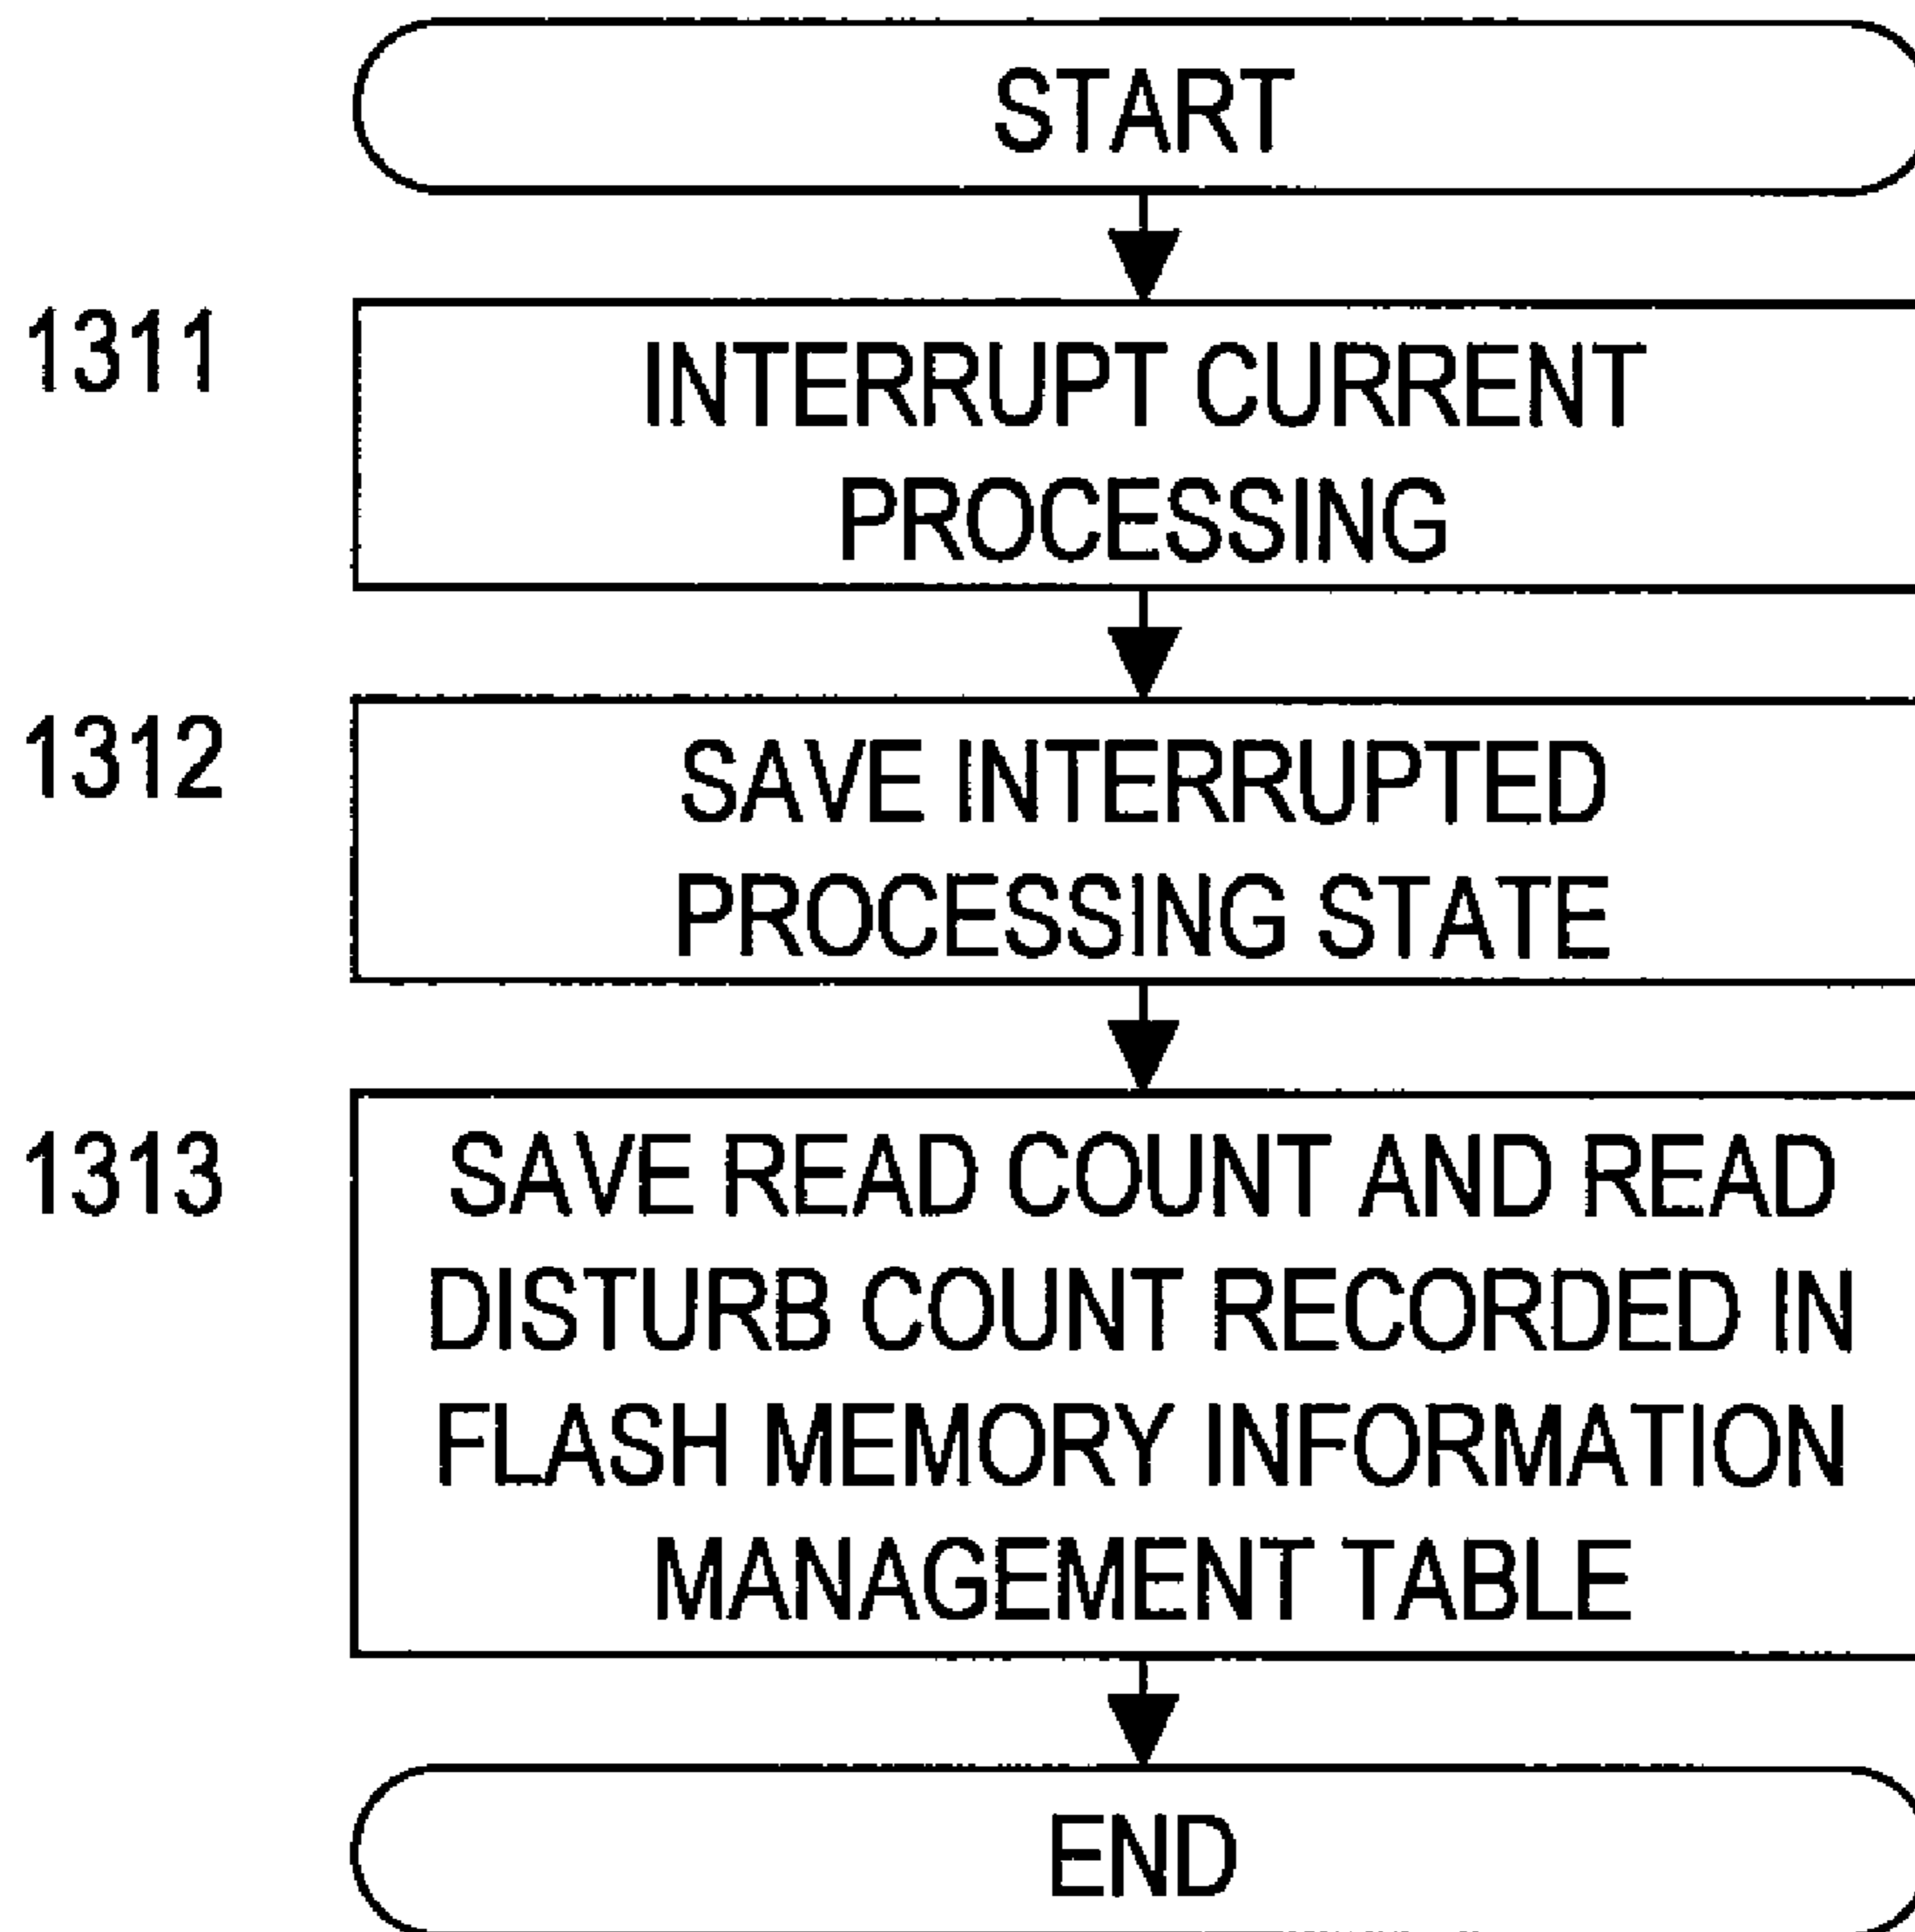 START
1311
INTERRUPT CURRENT
PROCESSING
1312
SAVE INTERRUPTED
PROCESSING STATE
1313
SAVE READ COUNT AND READ
DISTURB COUNT RECORDED IN
FLASH MEMORY INFORMATION
MANAGEMENT TABLE
END